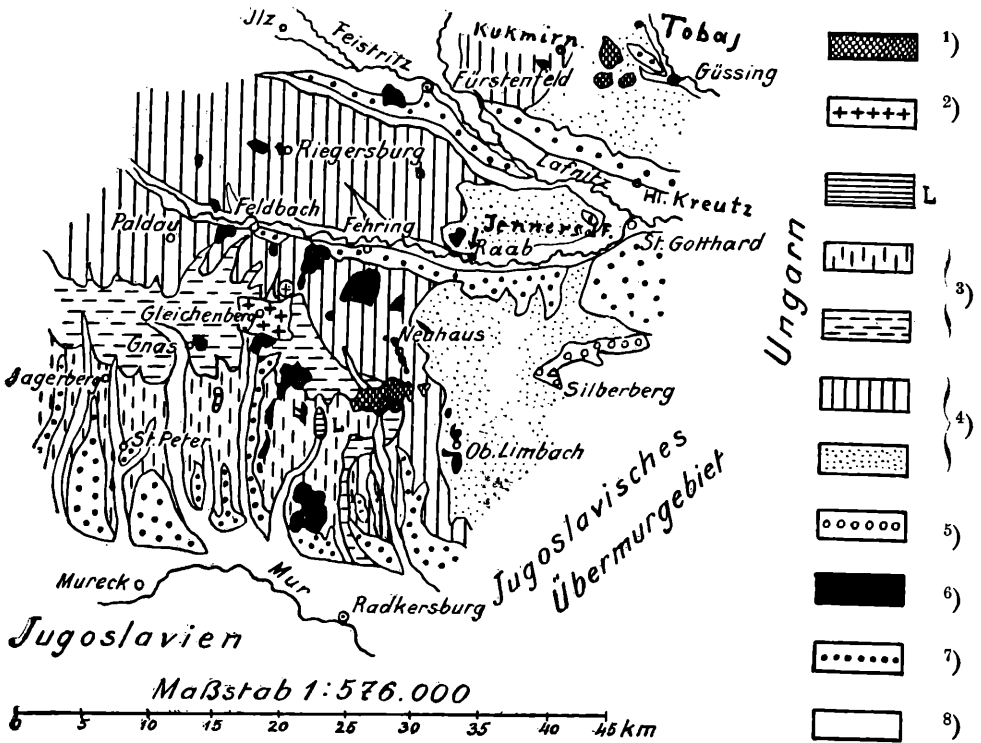 Jlz
Feistritz
Kukmirn
Tobaj
Fürstenfeld
Güssing
Riegersburg
Lafnitz
Hl. Kreutz
Feldbach
Fehring
Jennersdf.
Paldau
Raab
St. Gotthard
Gleichenberg
Gnas
Neuhaus
Jagerberg
Silberberg
L
St. Peter
Ob. Limbach
Ungarn
Jugoslavisches
Übermurgebiet
Mureck
Mur
Radkersburg
Jugoslavien
Maßstab 1:576.000
0 5 10 15 20 25 30 35 40 45 km
1)
2)
L
3)
4)
5)
6)
7)
8)